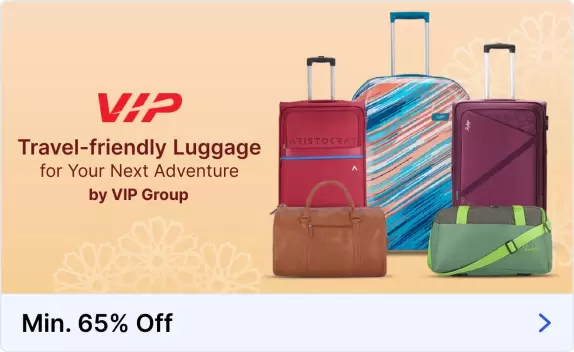 VIP
Travel-friendly Luggage
for Your Next Adventure
by VIP Group
ARISTOCRAT
Min. 65% Off